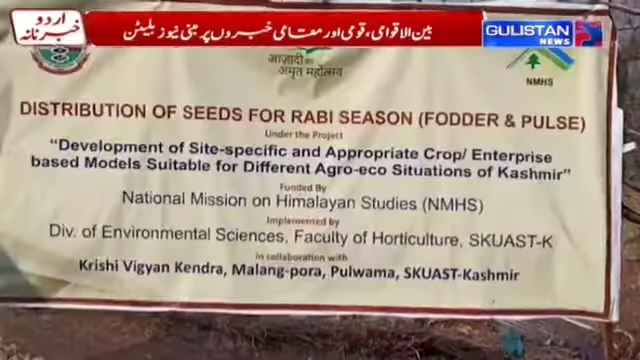 اردو
خبرنامہ
بین الاقوامی، قومی اور مقامی خبروں پر مبنی نیوز بلیٹن
GULISTAN
NEWS
आज़ादी का
अमृत महोत्सव
NMHS
DISTRIBUTION OF SEEDS FOR RABI SEASON (FODDER & PULSE)
Under the Project
"Development of Site-specific and Appropriate Crop/ Enterprise
based Models Suitable for Different Agro-eco Situations of Kashmir"
Funded By
National Mission on Himalayan Studies (NMHS)
Implemented by
Div. of Environmental Sciences, Faculty of Horticulture, SKUAST-K
In collaboration with
Krishi Vigyan Kendra, Malang-pora, Pulwama, SKUAST-Kashmir